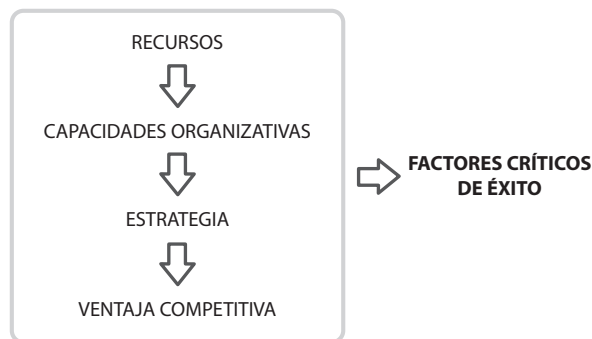 RECURSOS
CAPACIDADES ORGANIZATIVAS
ESTRATEGIA
VENTAJA COMPETITIVA
FACTORES CRÍTICOS
DE ÉXITO